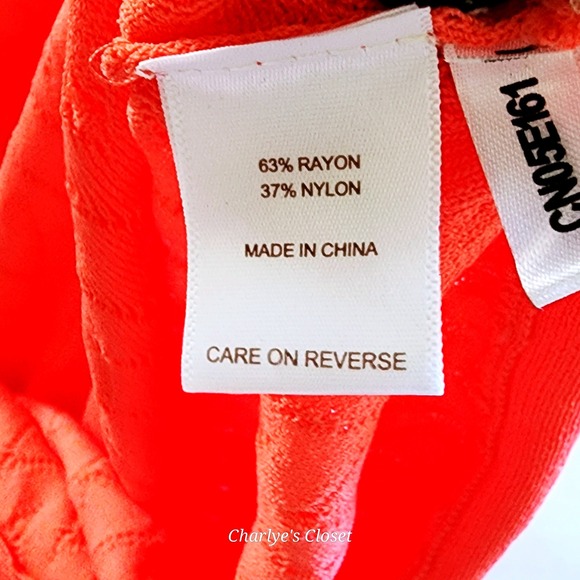 63% RAYON
37% NYLON
MADE IN CHINA
CARE ON REVERSE
CN05E161
Charlye's Closet